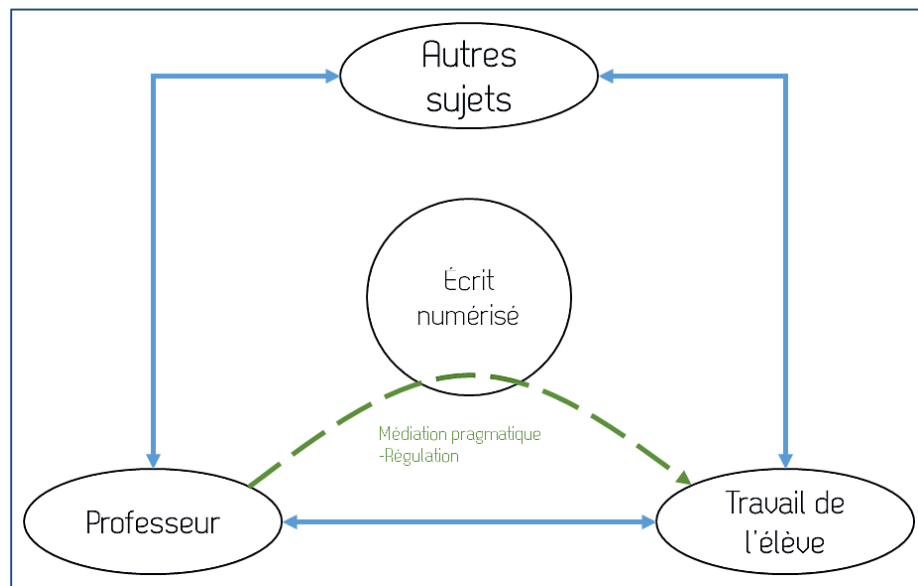 Autres
sujets
Écrit
numérisé
Médiation pragmatique
-Régulation
Professeur
Travail de
l'élève